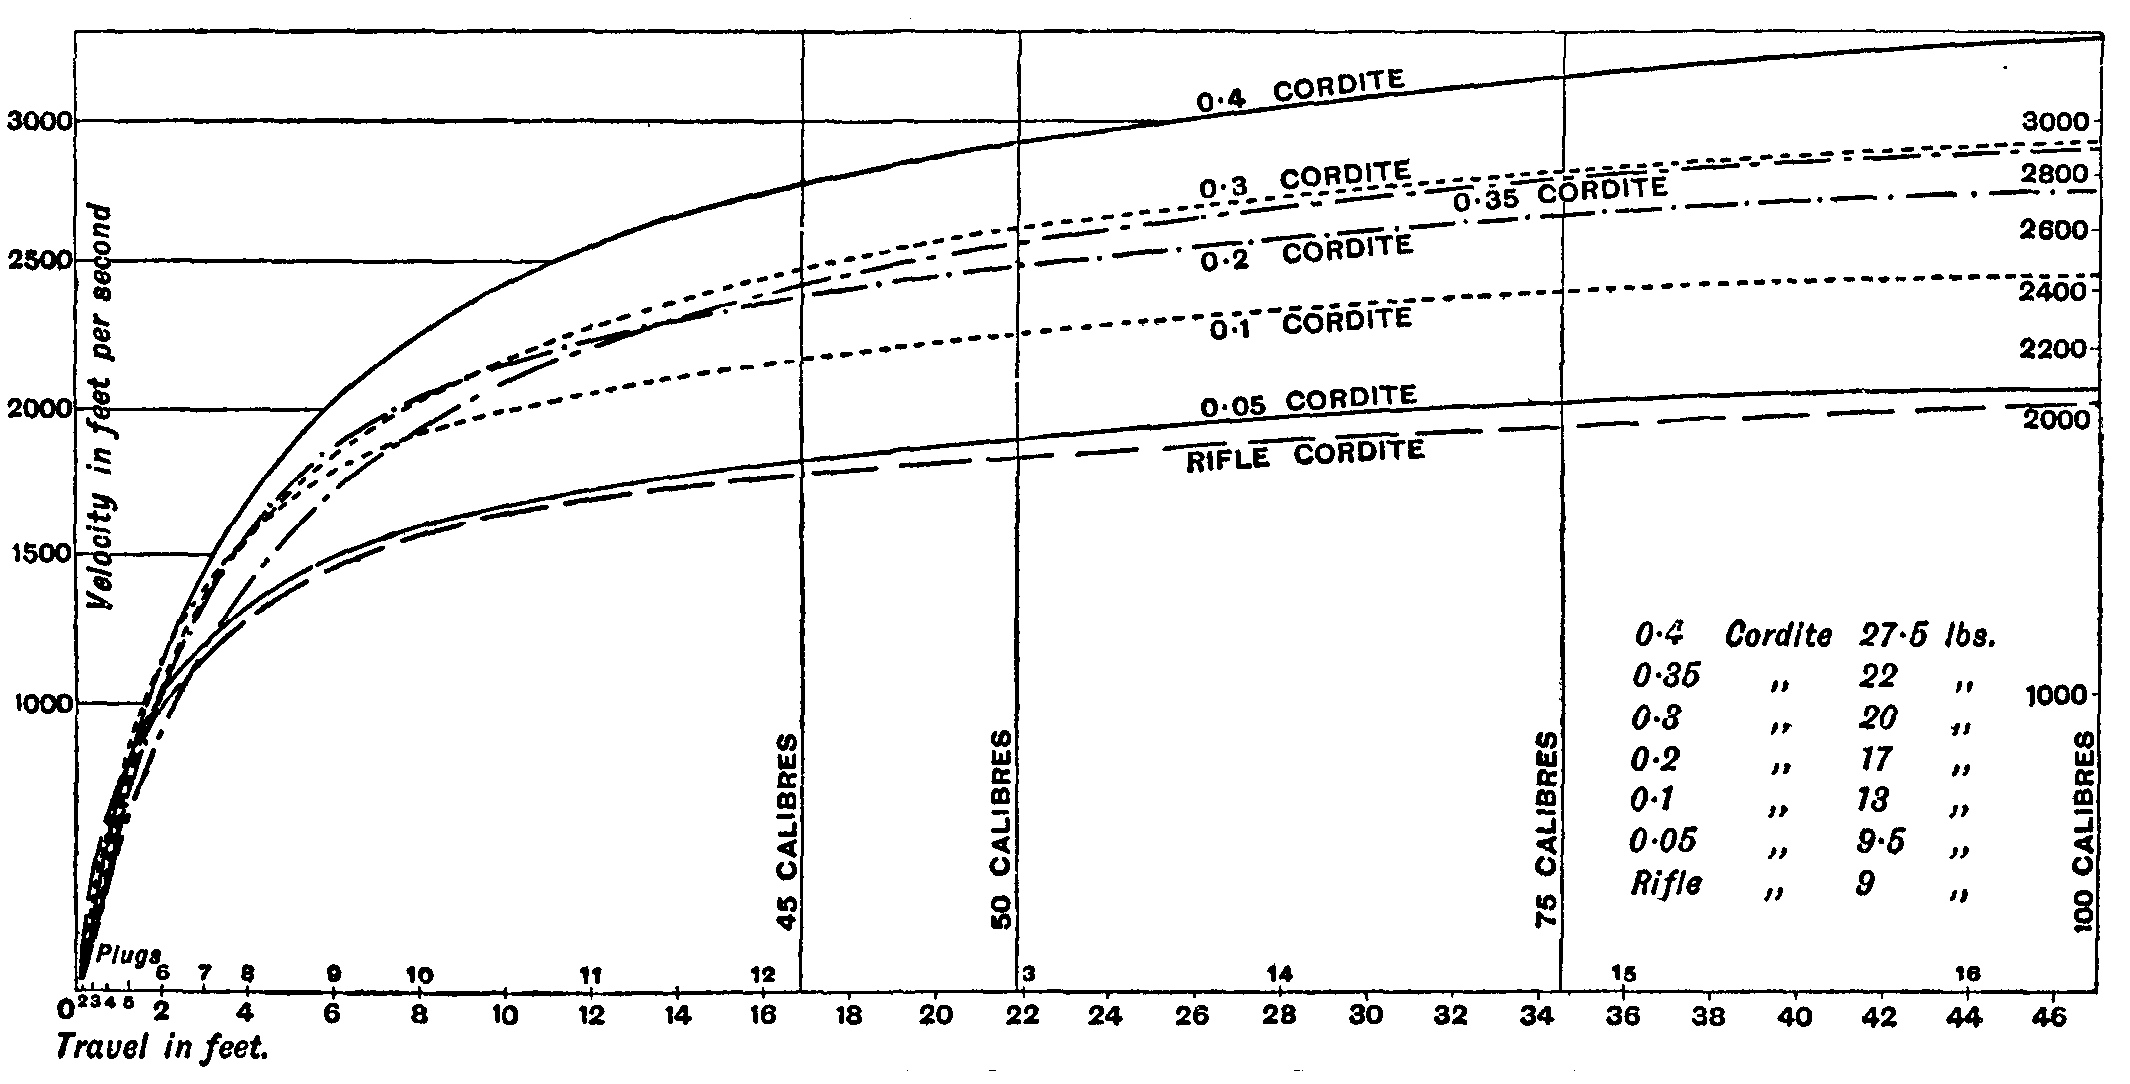 3000
2500
2000
1500
1000
Velocity in feet per second
0·4 CORDITE
0·3 CORDITE
0·35 CORDITE
0·2 CORDITE
0·1 CORDITE
0·05 CORDITE
RIFLE CORDITE
3000
2800
2600
2400
2200
2000
1000
45 CALIBRES
50 CALIBRES
75 CALIBRES
100 CALIBRES
0·4 Cordite 27·5 lbs.
0·35 ,, 22 ,,
0·3 ,, 20 ,,
0·2 ,, 17 ,,
0·1 ,, 13 ,,
0·05 ,, 9·5 ,,
Rifle ,, 9 ,,
Plugs
2 3 4 5 6 7 8 9 10 11 12 13 14 15 16
0 2 4 6 8 10 12 14 16 18 20 22 24 26 28 30 32 34 36 38 40 42 44 46
Travel in feet.